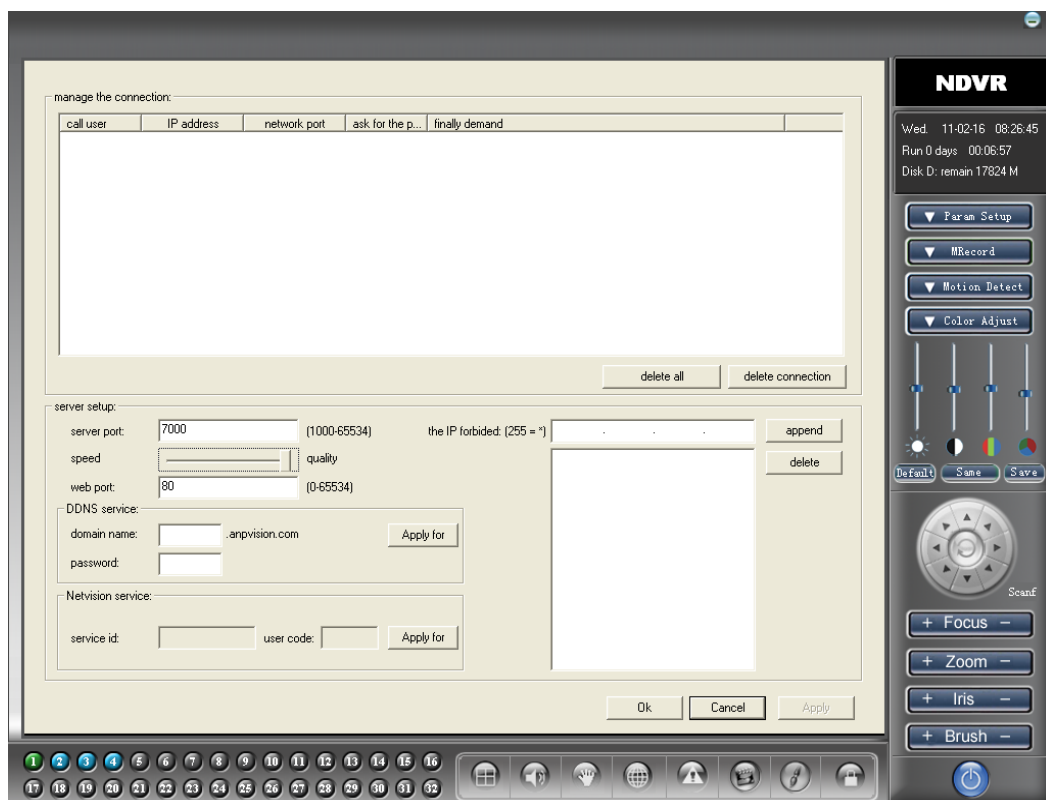 NDVR
Wed. 11-02-16 08:26:45
Run 0 days 00:06:57
Disk D: remain 17824 M
manage the connection:
call user IP address network port ask for the p... finally demand
delete all delete connection
server setup:
server port: 7000 (1000-65534) the IP forbided: (255 = *) . . . append
speed quality delete
web port: 80 (0-65534)
DDNS service:
domain name: .anpvision.com Apply for
password:
Netvision service:
service id: user code: Apply for
Ok Cancel Apply
Param Setup
MRecord
Motion Detect
Color Adjust
Default Same Save
Scanf
+ Focus -
+ Zoom -
+ Iris -
+ Brush -
1 2 3 4 5 6 7 8 9 10 11 12 13 14 15 16
17 18 19 20 21 22 23 24 25 26 27 28 29 30 31 32